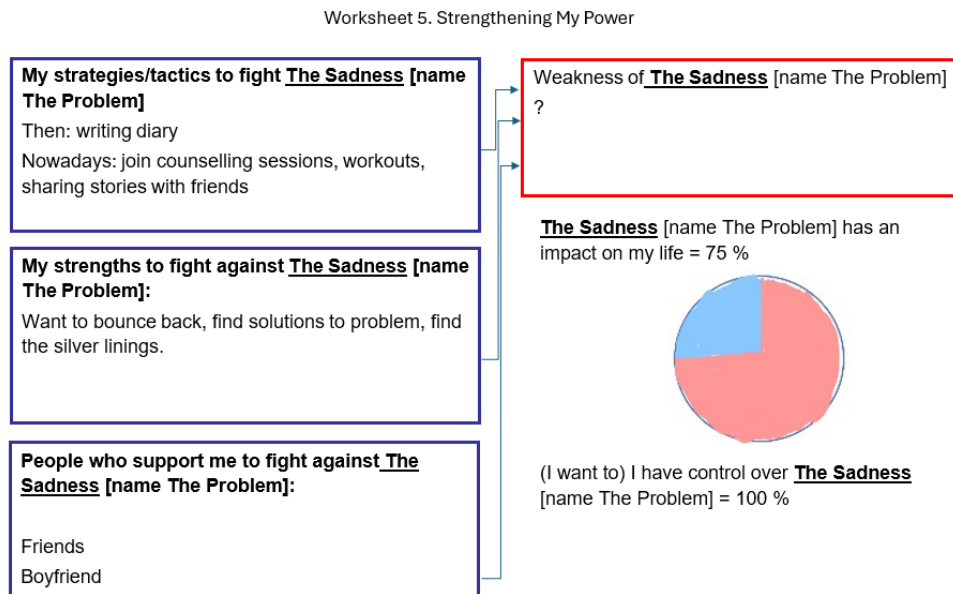 Worksheet 5. Strengthening My Power
My strategies/tactics to fight The Sadness [name
The Problem]
Then: writing diary
Nowadays: join counselling sessions, workouts,
sharing stories with friends
My strengths to fight against The Sadness [name
The Problem]:
Want to bounce back, find solutions to problem, find
the silver linings.
People who support me to fight against The
Sadness [name The Problem]:
Friends
Boyfriend
Weakness of The Sadness [name The Problem]
?
The Sadness [name The Problem] has an
impact on my life = 75 %
(I want to) I have control over The Sadness
[name The Problem] = 100 %